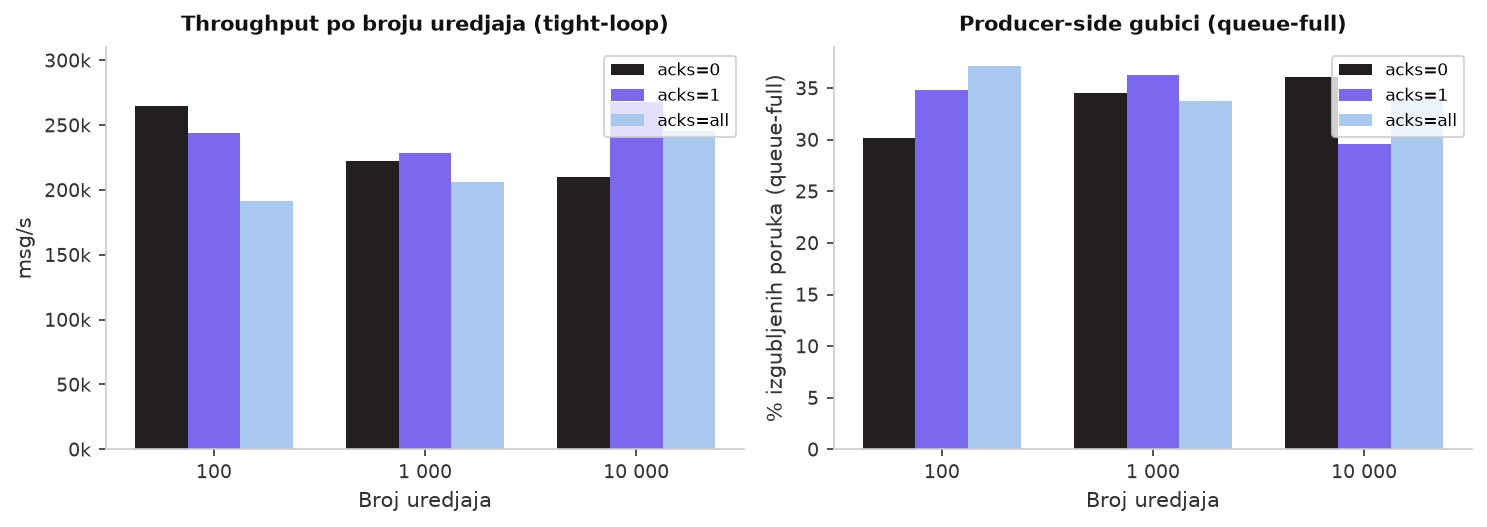 Throughput po broju uredjaja (tight-loop)
msg/s
300k
250k
200k
150k
100k
50k
0k
acks=0
acks=1
acks=all
100
1 000
10 000
Broj uredjaja
Producer-side gubici (queue-full)
% izgubljenih poruka (queue-full)
35
30
25
20
15
10
5
0
acks=0
acks=1
acks=all
100
1 000
10 000
Broj uredjaja